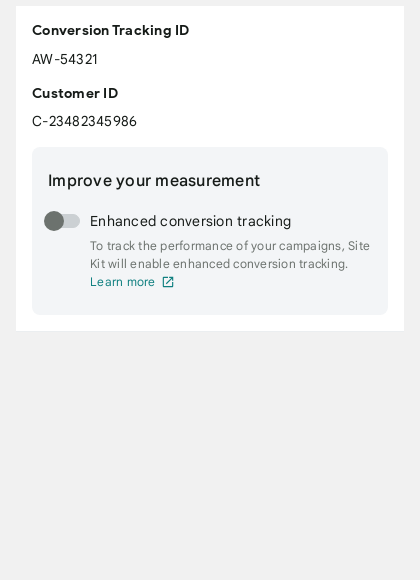 Conversion Tracking ID
AW-54321
Customer ID
C-23482345986
Improve your measurement
Enhanced conversion tracking
To track the performance of your campaigns, Site
Kit will enable enhanced conversion tracking.
Learn more